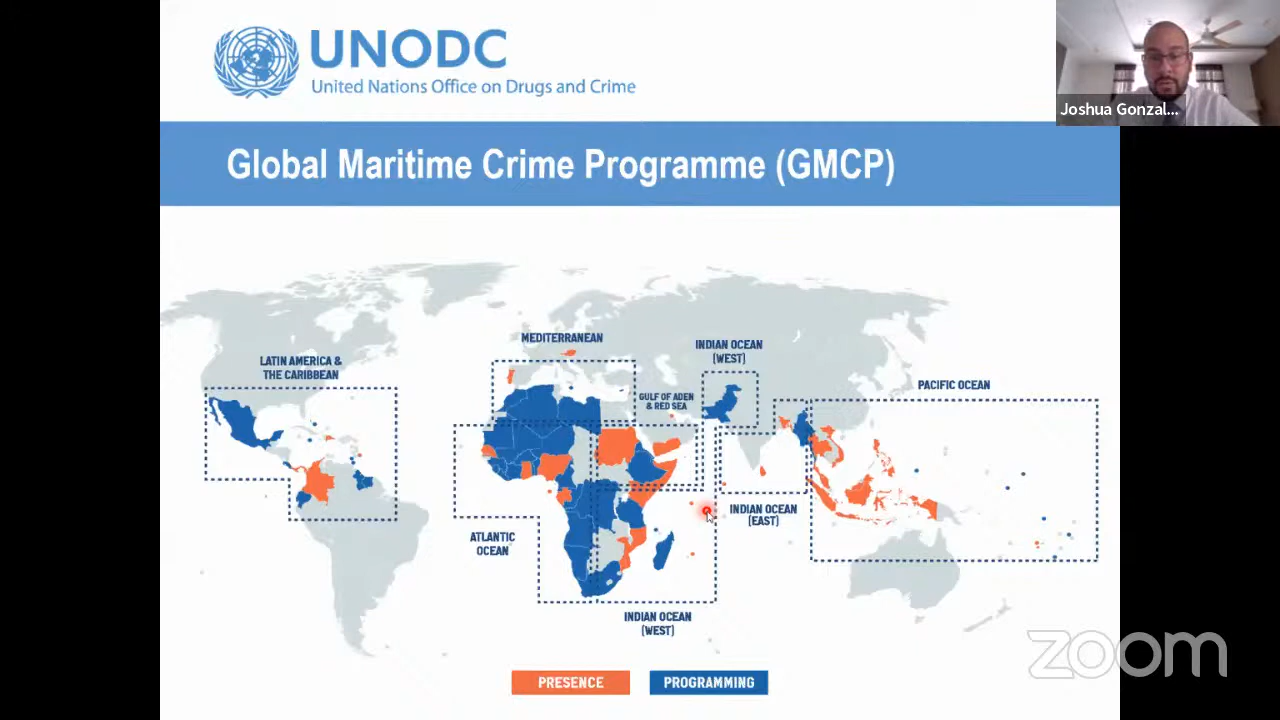 UNODC
United Nations Office on Drugs and Crime
Joshua Gonzal...
Global Maritime Crime Programme (GMCP)
MEDITERRANEAN
INDIAN OCEAN
(WEST)
LATIN AMERICA &
THE CARIBBEAN
GULF OF ADEN
& RED SEA
PACIFIC OCEAN
ATLANTIC
OCEAN
INDIAN OCEAN
(EAST)
INDIAN OCEAN
(WEST)
zoom
PRESENCE
PROGRAMMING